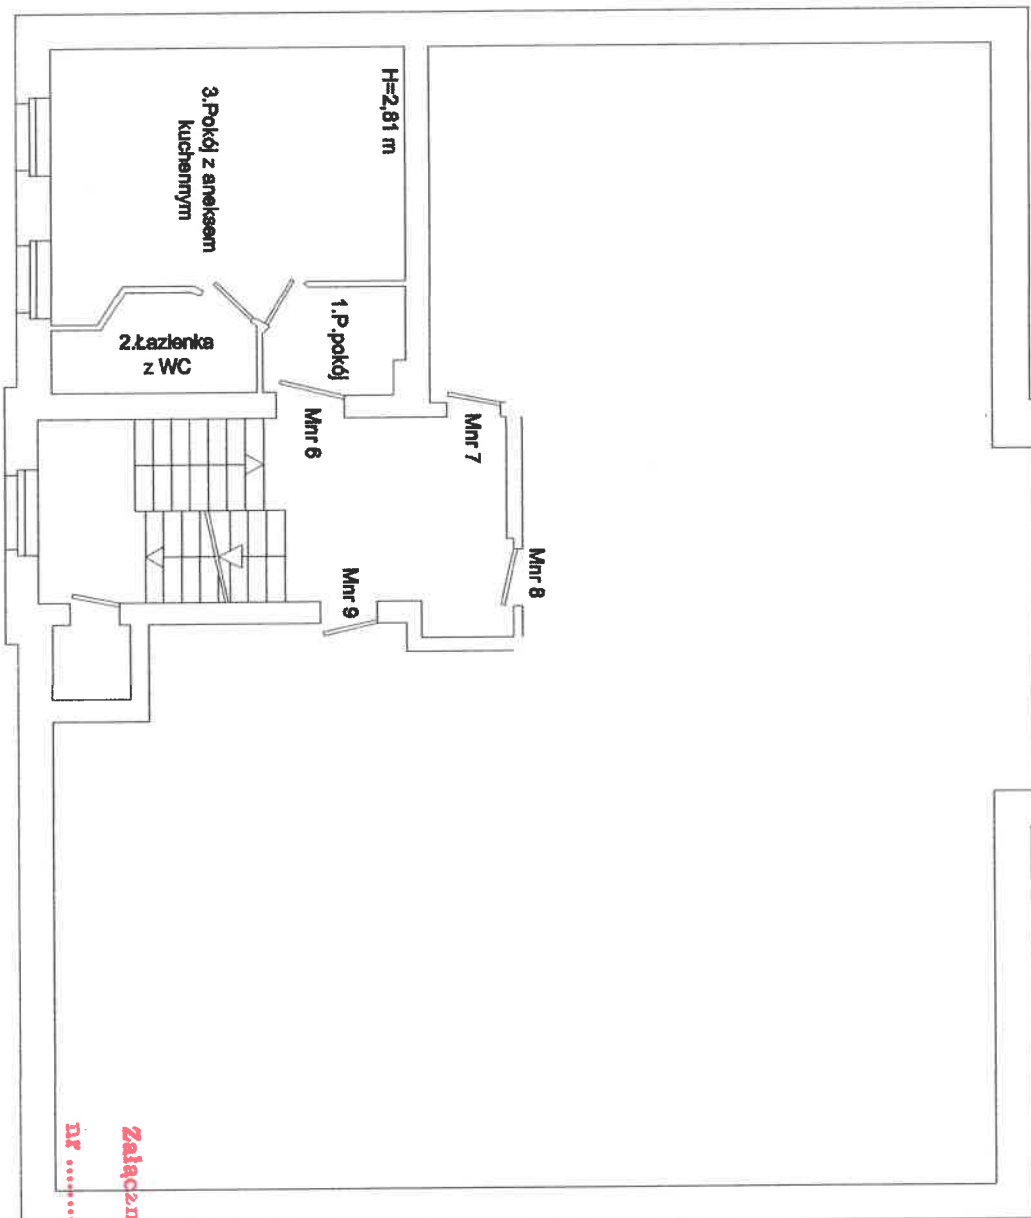 H=2,81 m
3.Pokój z aneksem
kuchennym
1.P.pokój
2.Łazienka
z WC
Mnr 6
Mnr 7
Mnr 8
Mnr 9
Załączn
nr ........